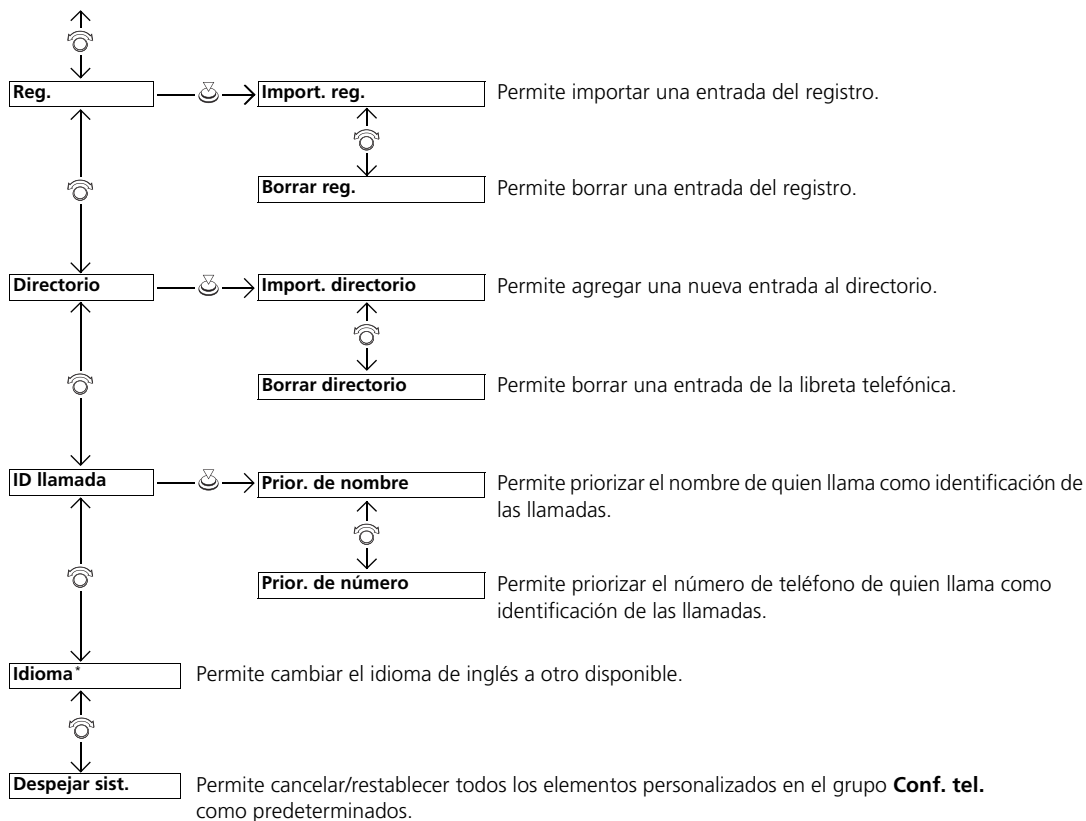 Reg.
Import. reg.
Permite importar una entrada del registro.
Borrar reg.
Permite borrar una entrada del registro.
Directorio
Import. directorio
Permite agregar una nueva entrada al directorio.
Borrar directorio
Permite borrar una entrada de la libreta telefónica.
ID llamada
Prior. de nombre
Permite priorizar el nombre de quien llama como identificación de
las llamadas.
Prior. de número
Permite priorizar el número de teléfono de quien llama como
identificación de las llamadas.
Idioma*
Permite cambiar el idioma de inglés a otro disponible.
Despejar sist.
Permite cancelar/restablecer todos los elementos personalizados en el grupo Conf. tel.
como predeterminados.